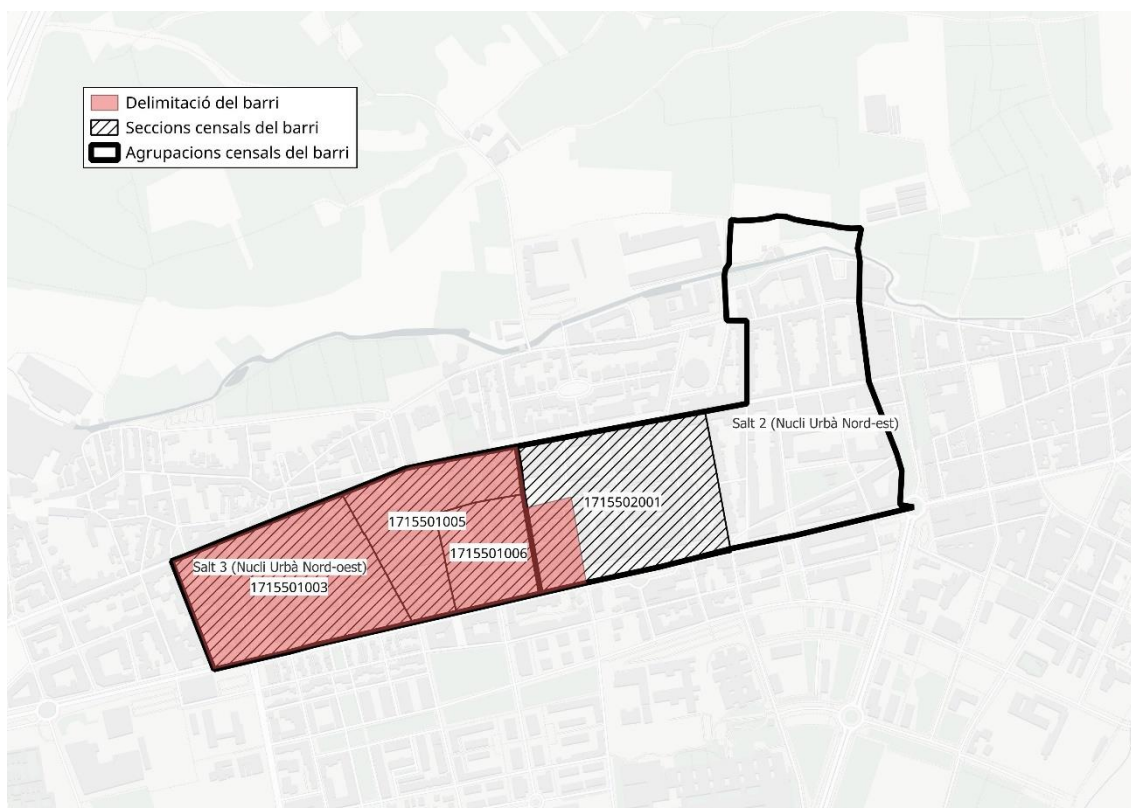 Delimitació del barri
Seccions censals del barri
Agrupacions censals del barri
Salt 2 (Nucli Urbà Nord-est)
1715502001
1715501005
1715501006
Salt 3 (Nucli Urbà Nord-oest)
1715501003